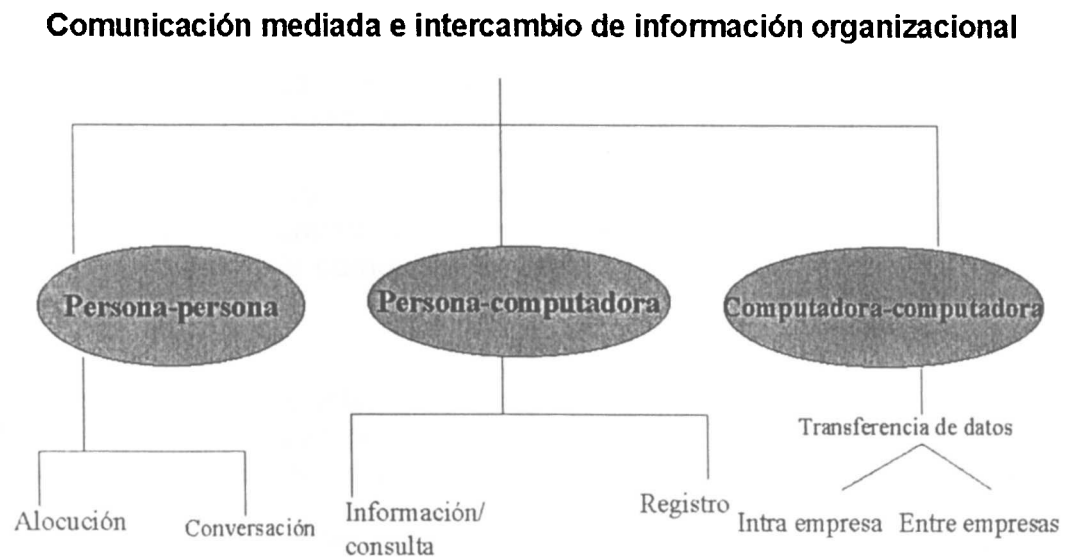 Comunicación mediada e intercambio de información organizacional
Persona-persona
Persona-computadora
Computadora-computadora
Transferencia de datos
Alocución
Conversación
Información/
consulta
Registro
Intra empresa
Entre empresas